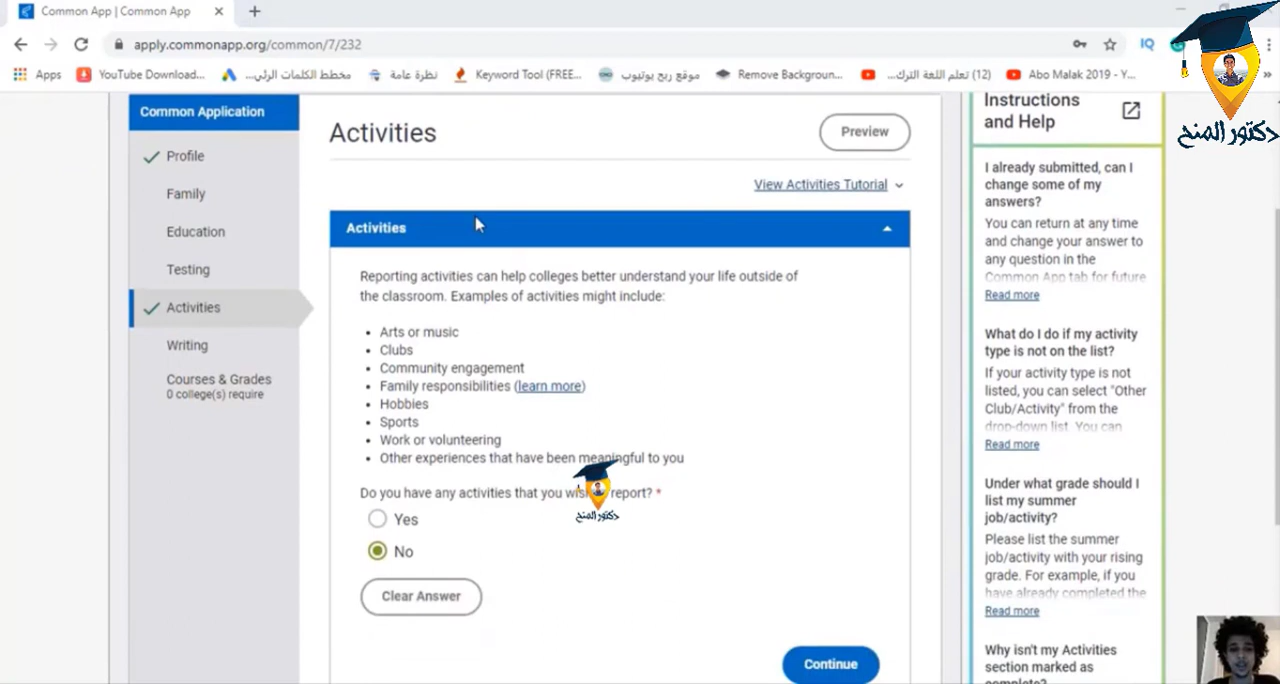 Common App | Common App
apply.commonapp.org/common/7/232
IQ
Apps
YouTube Download...
مخطط الكلمات الرئي...
نظرة عامة
Keyword Tool (FREE...
موقع ربح يوتيوب
Remove Backgroun...
(12) تعلم اللغة الترك...
Abo Malak 2019 - Y...
دكتور المنح
Common Application
Profile
Family
Education
Testing
Activities
Writing
Courses & Grades
0 college(s) require
Activities
Preview
View Activities Tutorial
Activities
Reporting activities can help colleges better understand your life outside of
the classroom. Examples of activities might include:
• Arts or music
• Clubs
• Community engagement
• Family responsibilities (learn more)
• Hobbies
• Sports
• Work or volunteering
• Other experiences that have been meaningful to you
Do you have any activities that you wis report? *
دكتور المنح
Yes
No
Clear Answer
Continue
Instructions
and Help
I already submitted, can I
change some of my
answers?
You can return at any time
and change your answer to
any question in the
Common App tab for future
Read more
What do I do if my activity
type is not on the list?
If your activity type is not
listed, you can select "Other
Club/Activity" from the
drop-down list. You can
Read more
Under what grade should I
list my summer
job/activity?
Please list the summer
job/activity with your rising
grade. For example, if you
have already completed the
Read more
Why isn't my Activities
section marked as